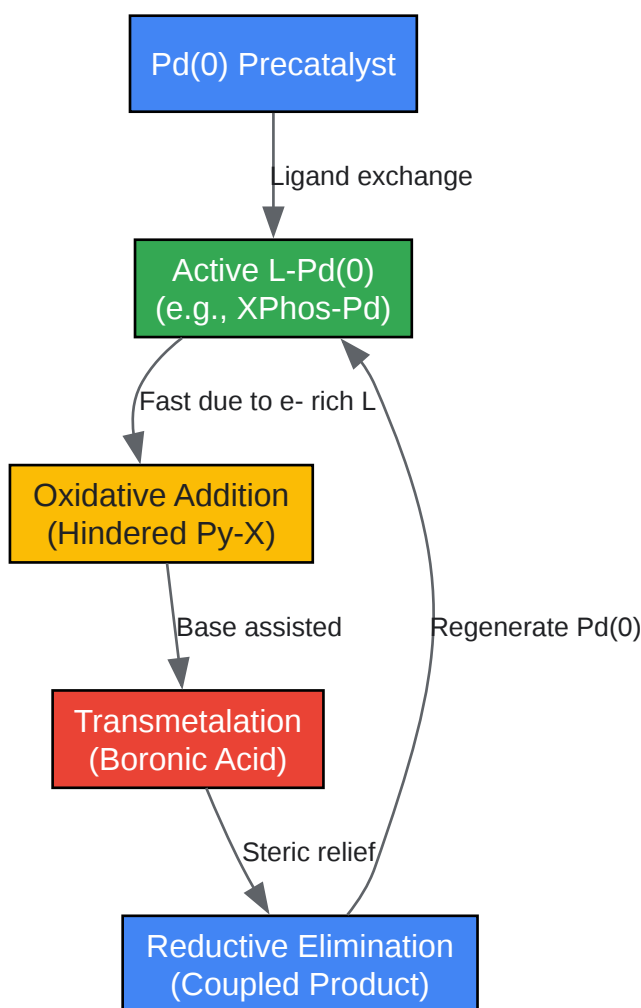 Pd(0) Precatalyst
Ligand exchange
Active L-Pd(0)
(e.g., XPhos-Pd)
Fast due to e- rich L
Oxidative Addition
(Hindered Py-X)
Base assisted
Regenerate Pd(0)
Transmetalation
(Boronic Acid)
Steric relief
Reductive Elimination
(Coupled Product)